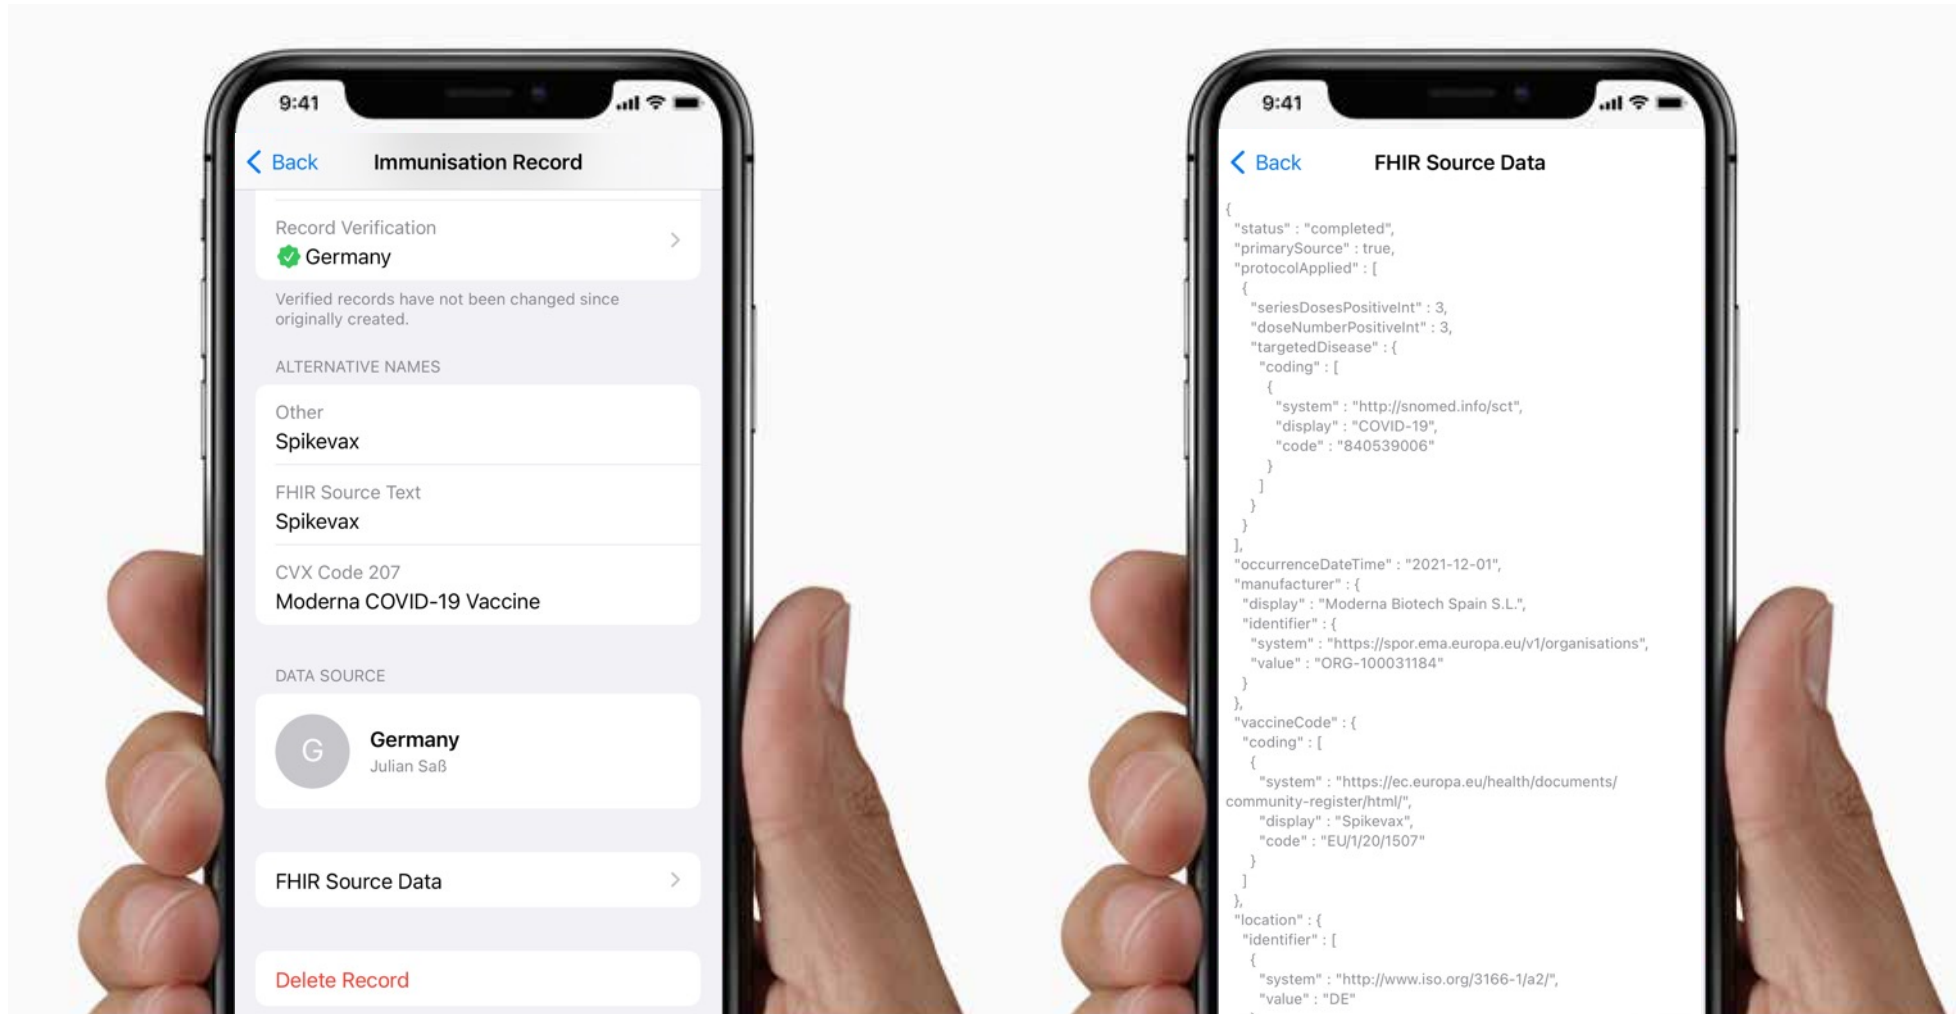 9:41
Back
Immunisation Record
Record Verification
Germany
Verified records have not been changed since
originally created.
ALTERNATIVE NAMES
Other
Spikevax
FHIR Source Text
Spikevax
CVX Code 207
Moderna COVID-19 Vaccine
DATA SOURCE
G
Germany
Julian Saß
FHIR Source Data
Delete Record
9:41
Back
FHIR Source Data
{
"status" : "completed",
"primarySource" : true,
"protocolApplied" : [
{
"seriesDosesPositiveInt" : 3,
"doseNumberPositiveInt" : 3,
"targetedDisease" : {
"coding" : [
{
"system" : "http://snomed.info/sct",
"display" : "COVID-19",
"code" : "840539006"
}
]
}
}
],
"occurrenceDateTime" : "2021-12-01",
"manufacturer" : {
"display" : "Moderna Biotech Spain S.L.",
"identifier" : {
"system" : "https://spor.ema.europa.eu/v1/organisations",
"value" : "ORG-100031184"
}
},
"vaccineCode" : {
"coding" : [
{
"system" : "https://ec.europa.eu/health/documents/
community-register/html/",
"display" : "Spikevax",
"code" : "EU/1/20/1507"
}
]
},
"location" : {
"identifier" : [
{
"system" : "http://www.iso.org/3166-1/a2/",
"value" : "DE"